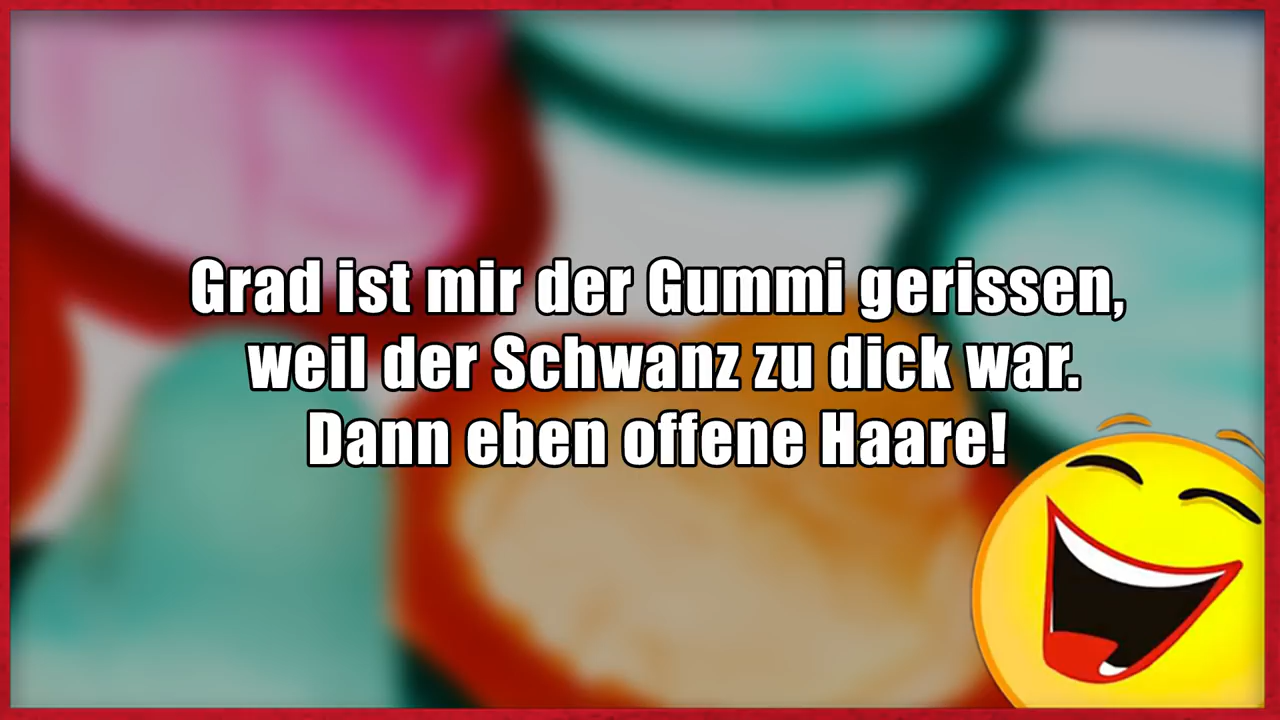 Grad ist mir der Gummi gerissen,
weil der Schwanz zu dick war.
Dann eben offene Haare!